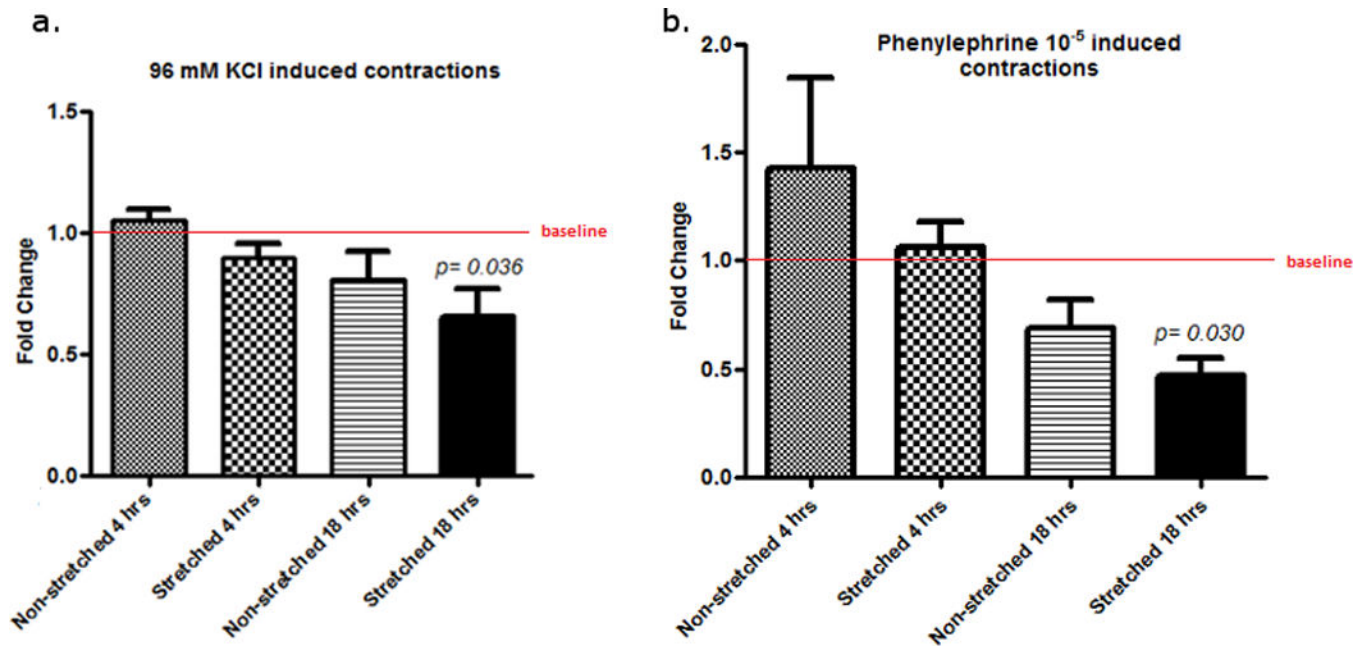 a.
96 mM KCl induced contractions
Fold Change
1.5
1.0
0.5
0.0
baseline
p= 0.036
Non-stretched 4 hrs
Stretched 4 hrs
Non-stretched 18 hrs
Stretched 18 hrs
b.
Phenylephrine 10⁻⁵ induced
contractions
Fold Change
2.0
1.5
1.0
0.5
0.0
baseline
p= 0.030
Non-stretched 4 hrs
Stretched 4 hrs
Non-stretched 18 hrs
Stretched 18 hrs